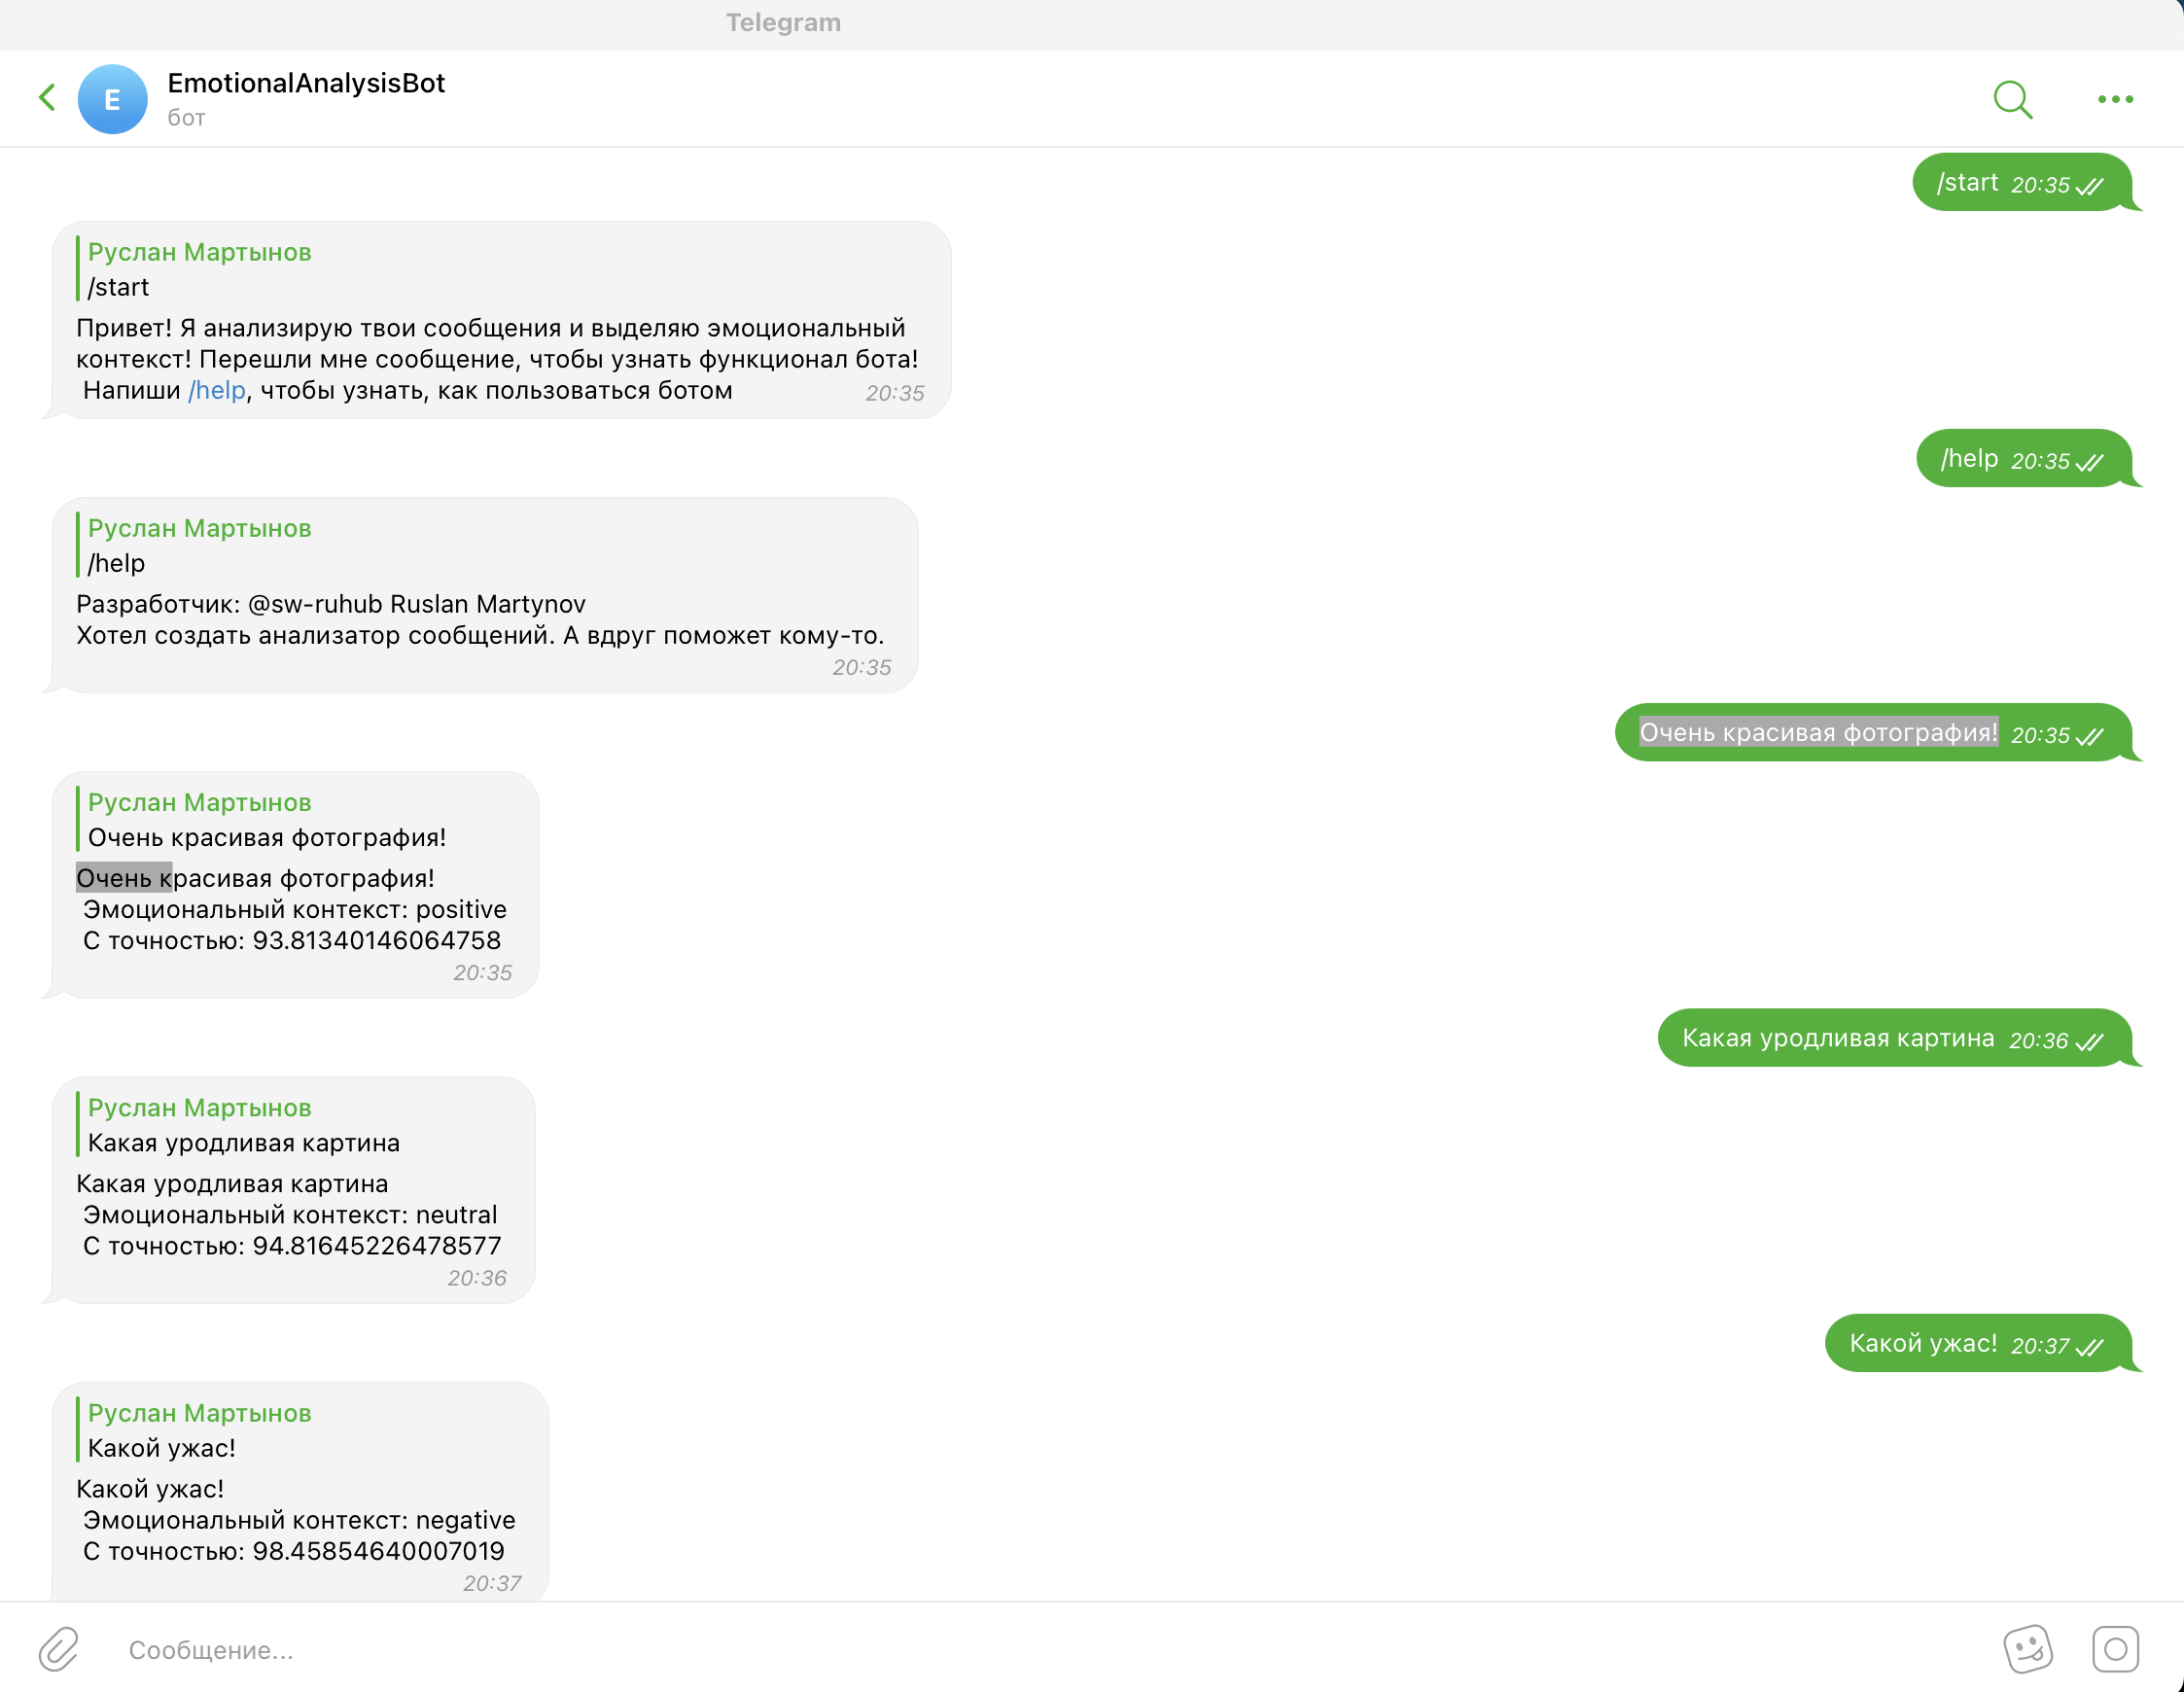 Telegram
EmotionalAnalysisBot
бот
E
/start 20:35
Руслан Мартынов
/start
Привет! Я анализирую твои сообщения и выделяю эмоциональный
контекст! Перешли мне сообщение, чтобы узнать функционал бота!
Напиши /help, чтобы узнать, как пользоваться ботом 20:35
/help 20:35
Руслан Мартынов
/help
Разработчик: @sw-ruhub Ruslan Martynov
Хотел создать анализатор сообщений. А вдруг поможет кому-то.
20:35
Очень красивая фотография! 20:35
Руслан Мартынов
Очень красивая фотография!
Очень красивая фотография!
Эмоциональный контекст: positive
С точностью: 93.81340146064758
20:35
Какая уродливая картина 20:36
Руслан Мартынов
Какая уродливая картина
Какая уродливая картина
Эмоциональный контекст: neutral
С точностью: 94.81645226478577
20:36
Какой ужас! 20:37
Руслан Мартынов
Какой ужас!
Какой ужас!
Эмоциональный контекст: negative
С точностью: 98.45854640007019
20:37
Сообщение...